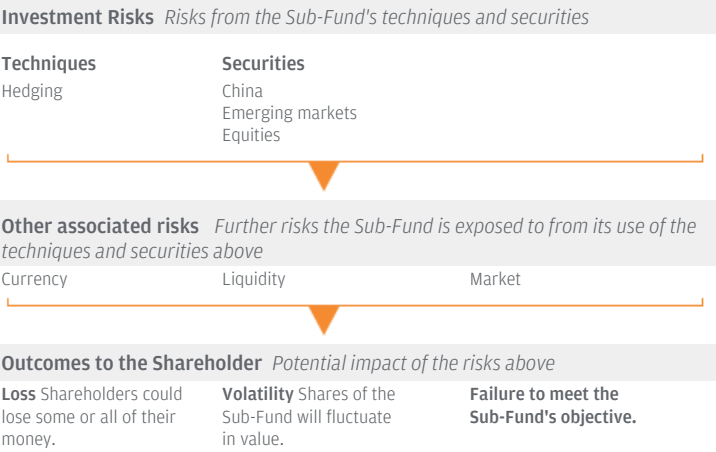 Investment Risks Risks from the Sub-Fund's techniques and securities
Techniques
Hedging
Securities
China
Emerging markets
Equities
Other associated risks Further risks the Sub-Fund is exposed to from its use of the
techniques and securities above
Currency
Liquidity
Market
Outcomes to the Shareholder Potential impact of the risks above
Loss Shareholders could
lose some or all of their
money.
Volatility Shares of the
Sub-Fund will fluctuate
in value.
Failure to meet the
Sub-Fund's objective.